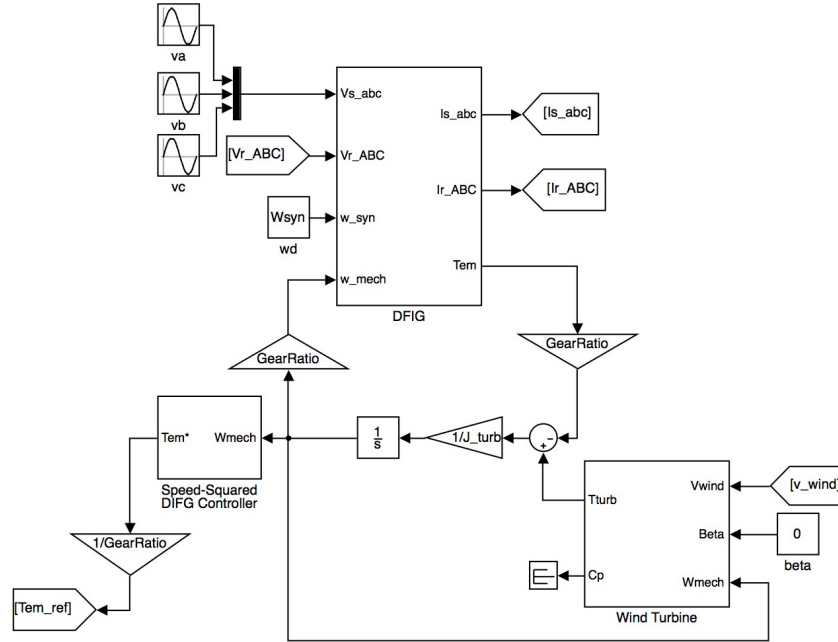 va
vb
vc
Vs_abc
[Vr_ABC]
Vr_ABC
Wsyn
w_syn
wd
w_mech
Is_abc
[Is_abc]
Ir_ABC
[Ir_ABC]
Tem
DFIG
GearRatio
GearRatio
Tem*
Wmech
Speed-Squared
DIFG Controller
1
s
1/J_turb
-
+
1/GearRatio
[Tem_ref]
Tturb
Cp
Vwind
Beta
Wmech
Wind Turbine
[v_wind]
0
beta